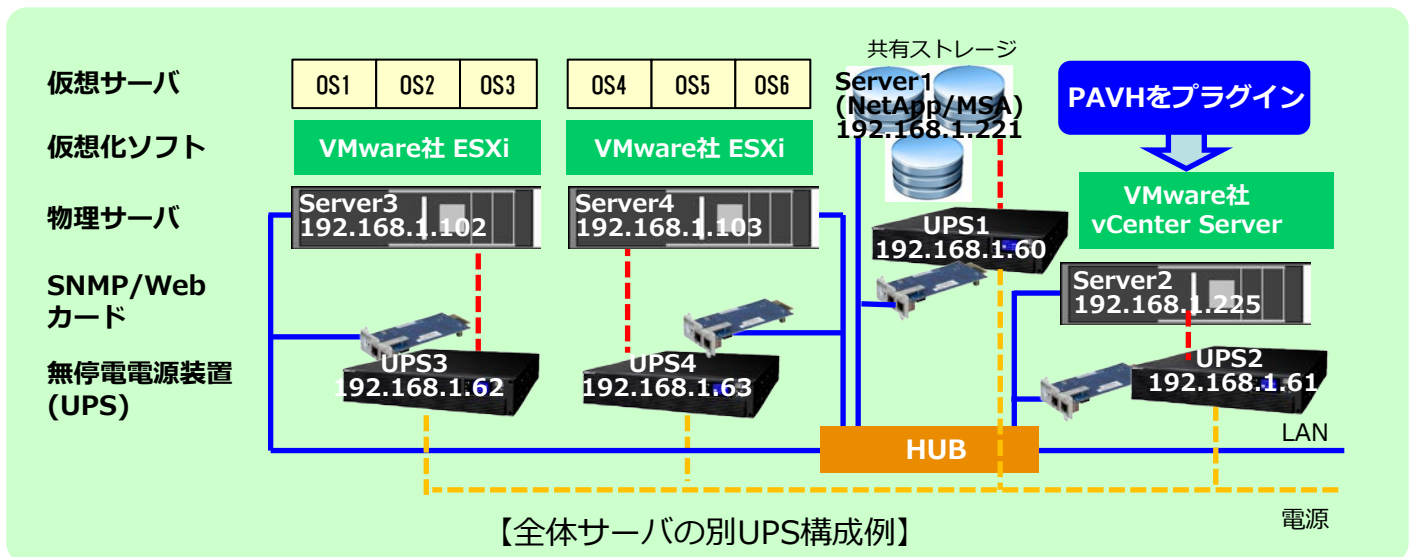 共有ストレージ
仮想サーバ
OS1 OS2 OS3
OS4 OS5 OS6
Server1
(NetApp/MSA)
192.168.1.221
PAVHをプラグイン
仮想化ソフト
VMware社 ESXi
VMware社 ESXi
物理サーバ
Server3
192.168.1.102
Server4
192.168.1.103
UPS1
192.168.1.60
VMware社
vCenter Server
SNMP/Web
カード
Server2
192.168.1.225
無停電電源装置
(UPS)
UPS3
192.168.1.62
UPS4
192.168.1.63
UPS2
192.168.1.61
HUB
LAN
電源
【全体サーバの別UPS構成例】